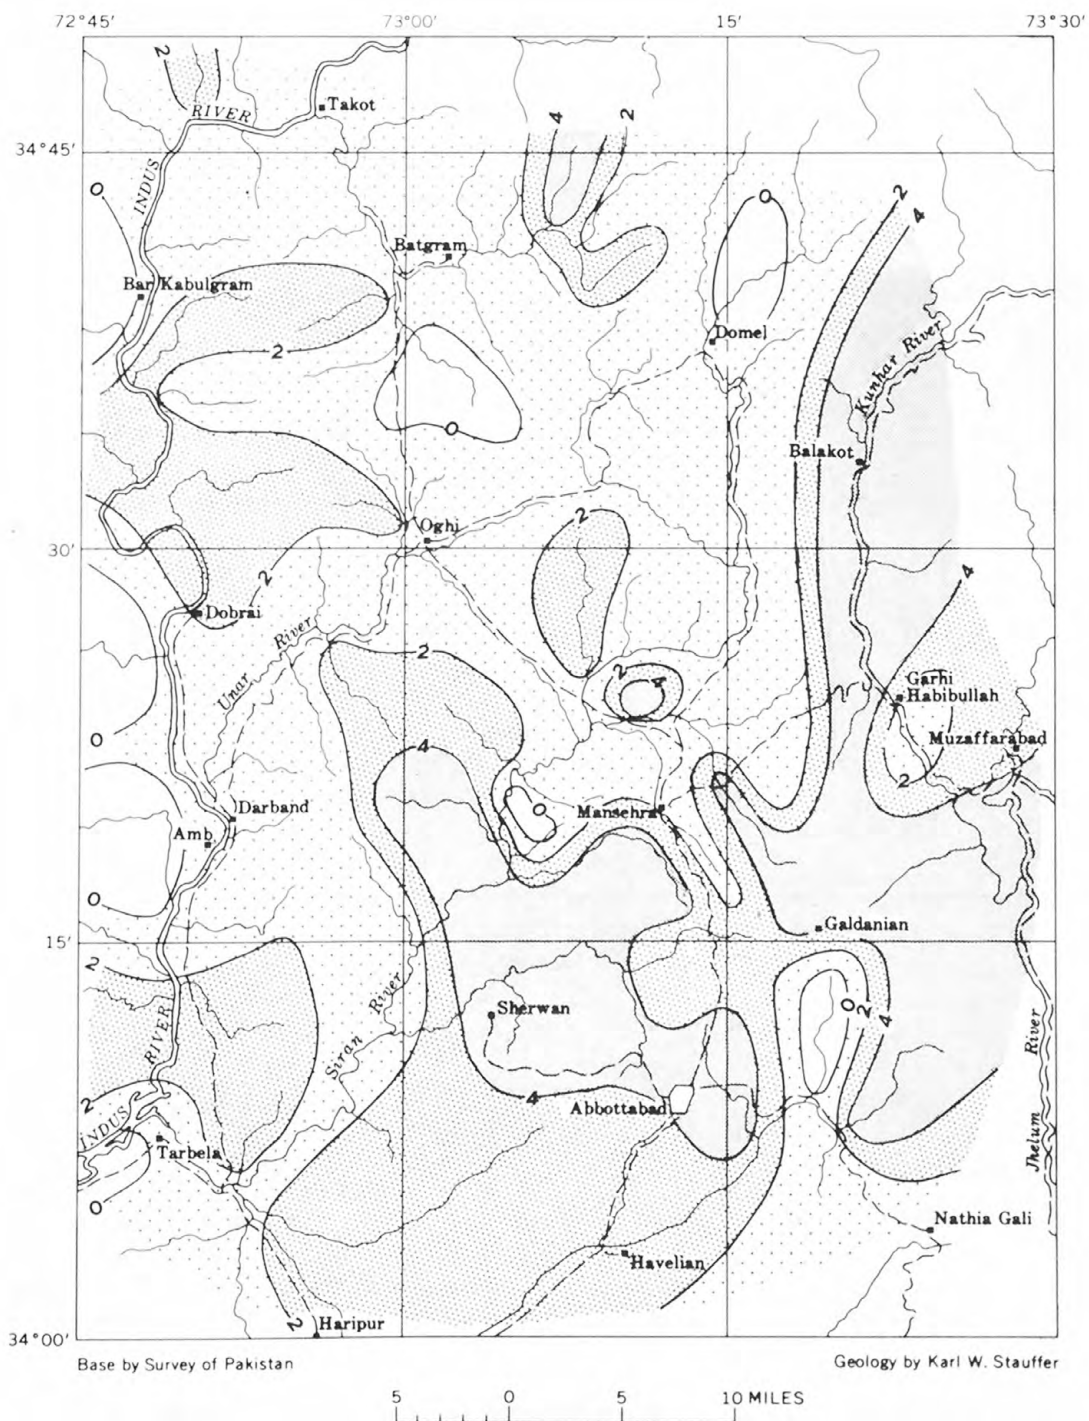 72°45′ 73°00′ 15′ 73°30′
2
RIVER
Takot
4 2
34°45′
INDUS
0
2
0
4
Batgram
Bar Kabulgram
Domel
2
Kunhar River
0
Balakot
2
Oghi
30′
4
2
Dobrai
Unar River
2
2 4
Garhi
Habibullah
2
0
4
Muzaffarabad
2
Darband
0
Mansehra
Amb
0
Galdanian
15′
2
Siran River
Sherwan
0 2 4
RIVER
Jhelum River
2
4
Abbottabad
INDUS
Tarbela
0
Nathia Gali
Havelian
2
Haripur
34°00′
Base by Survey of Pakistan Geology by Karl W. Stauffer
5 0 5 10 MILES